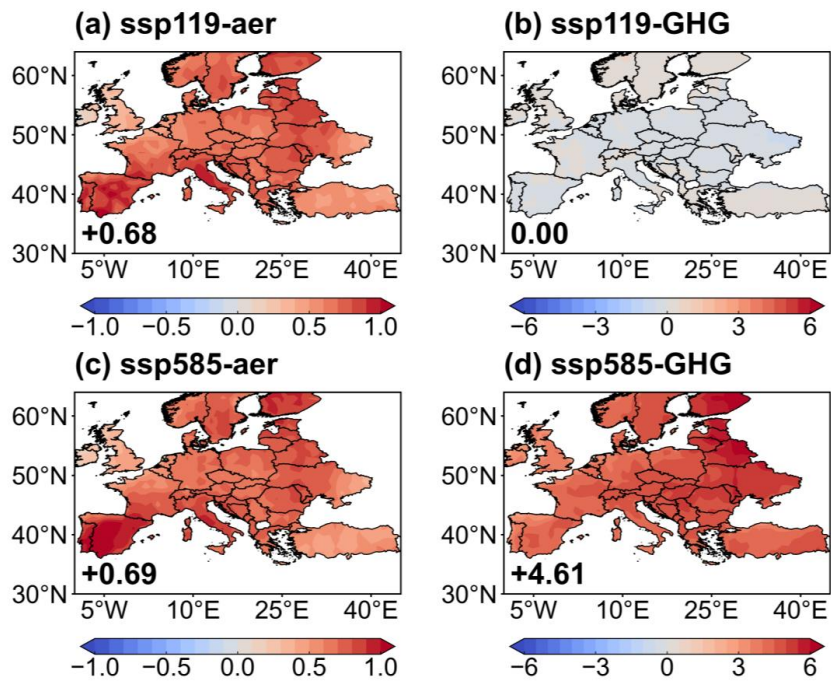 (a) ssp119-aer
(b) ssp119-GHG
60°N
50°N
40°N
30°N
+0.68
5°W 10°E 25°E 40°E
−1.0 −0.5 0.0 0.5 1.0
60°N
50°N
40°N
30°N
0.00
5°W 10°E 25°E 40°E
−6 −3 0 3 6
(c) ssp585-aer
(d) ssp585-GHG
60°N
50°N
40°N
30°N
+0.69
5°W 10°E 25°E 40°E
−1.0 −0.5 0.0 0.5 1.0
60°N
50°N
40°N
30°N
+4.61
5°W 10°E 25°E 40°E
−6 −3 0 3 6